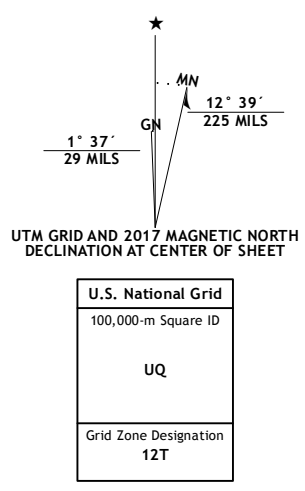 ★
MN
12° 39´
225 MILS
GN
1° 37´
29 MILS
UTM GRID AND 2017 MAGNETIC NORTH
DECLINATION AT CENTER OF SHEET
U.S. National Grid
100,000-m Square ID
UQ
Grid Zone Designation
12T